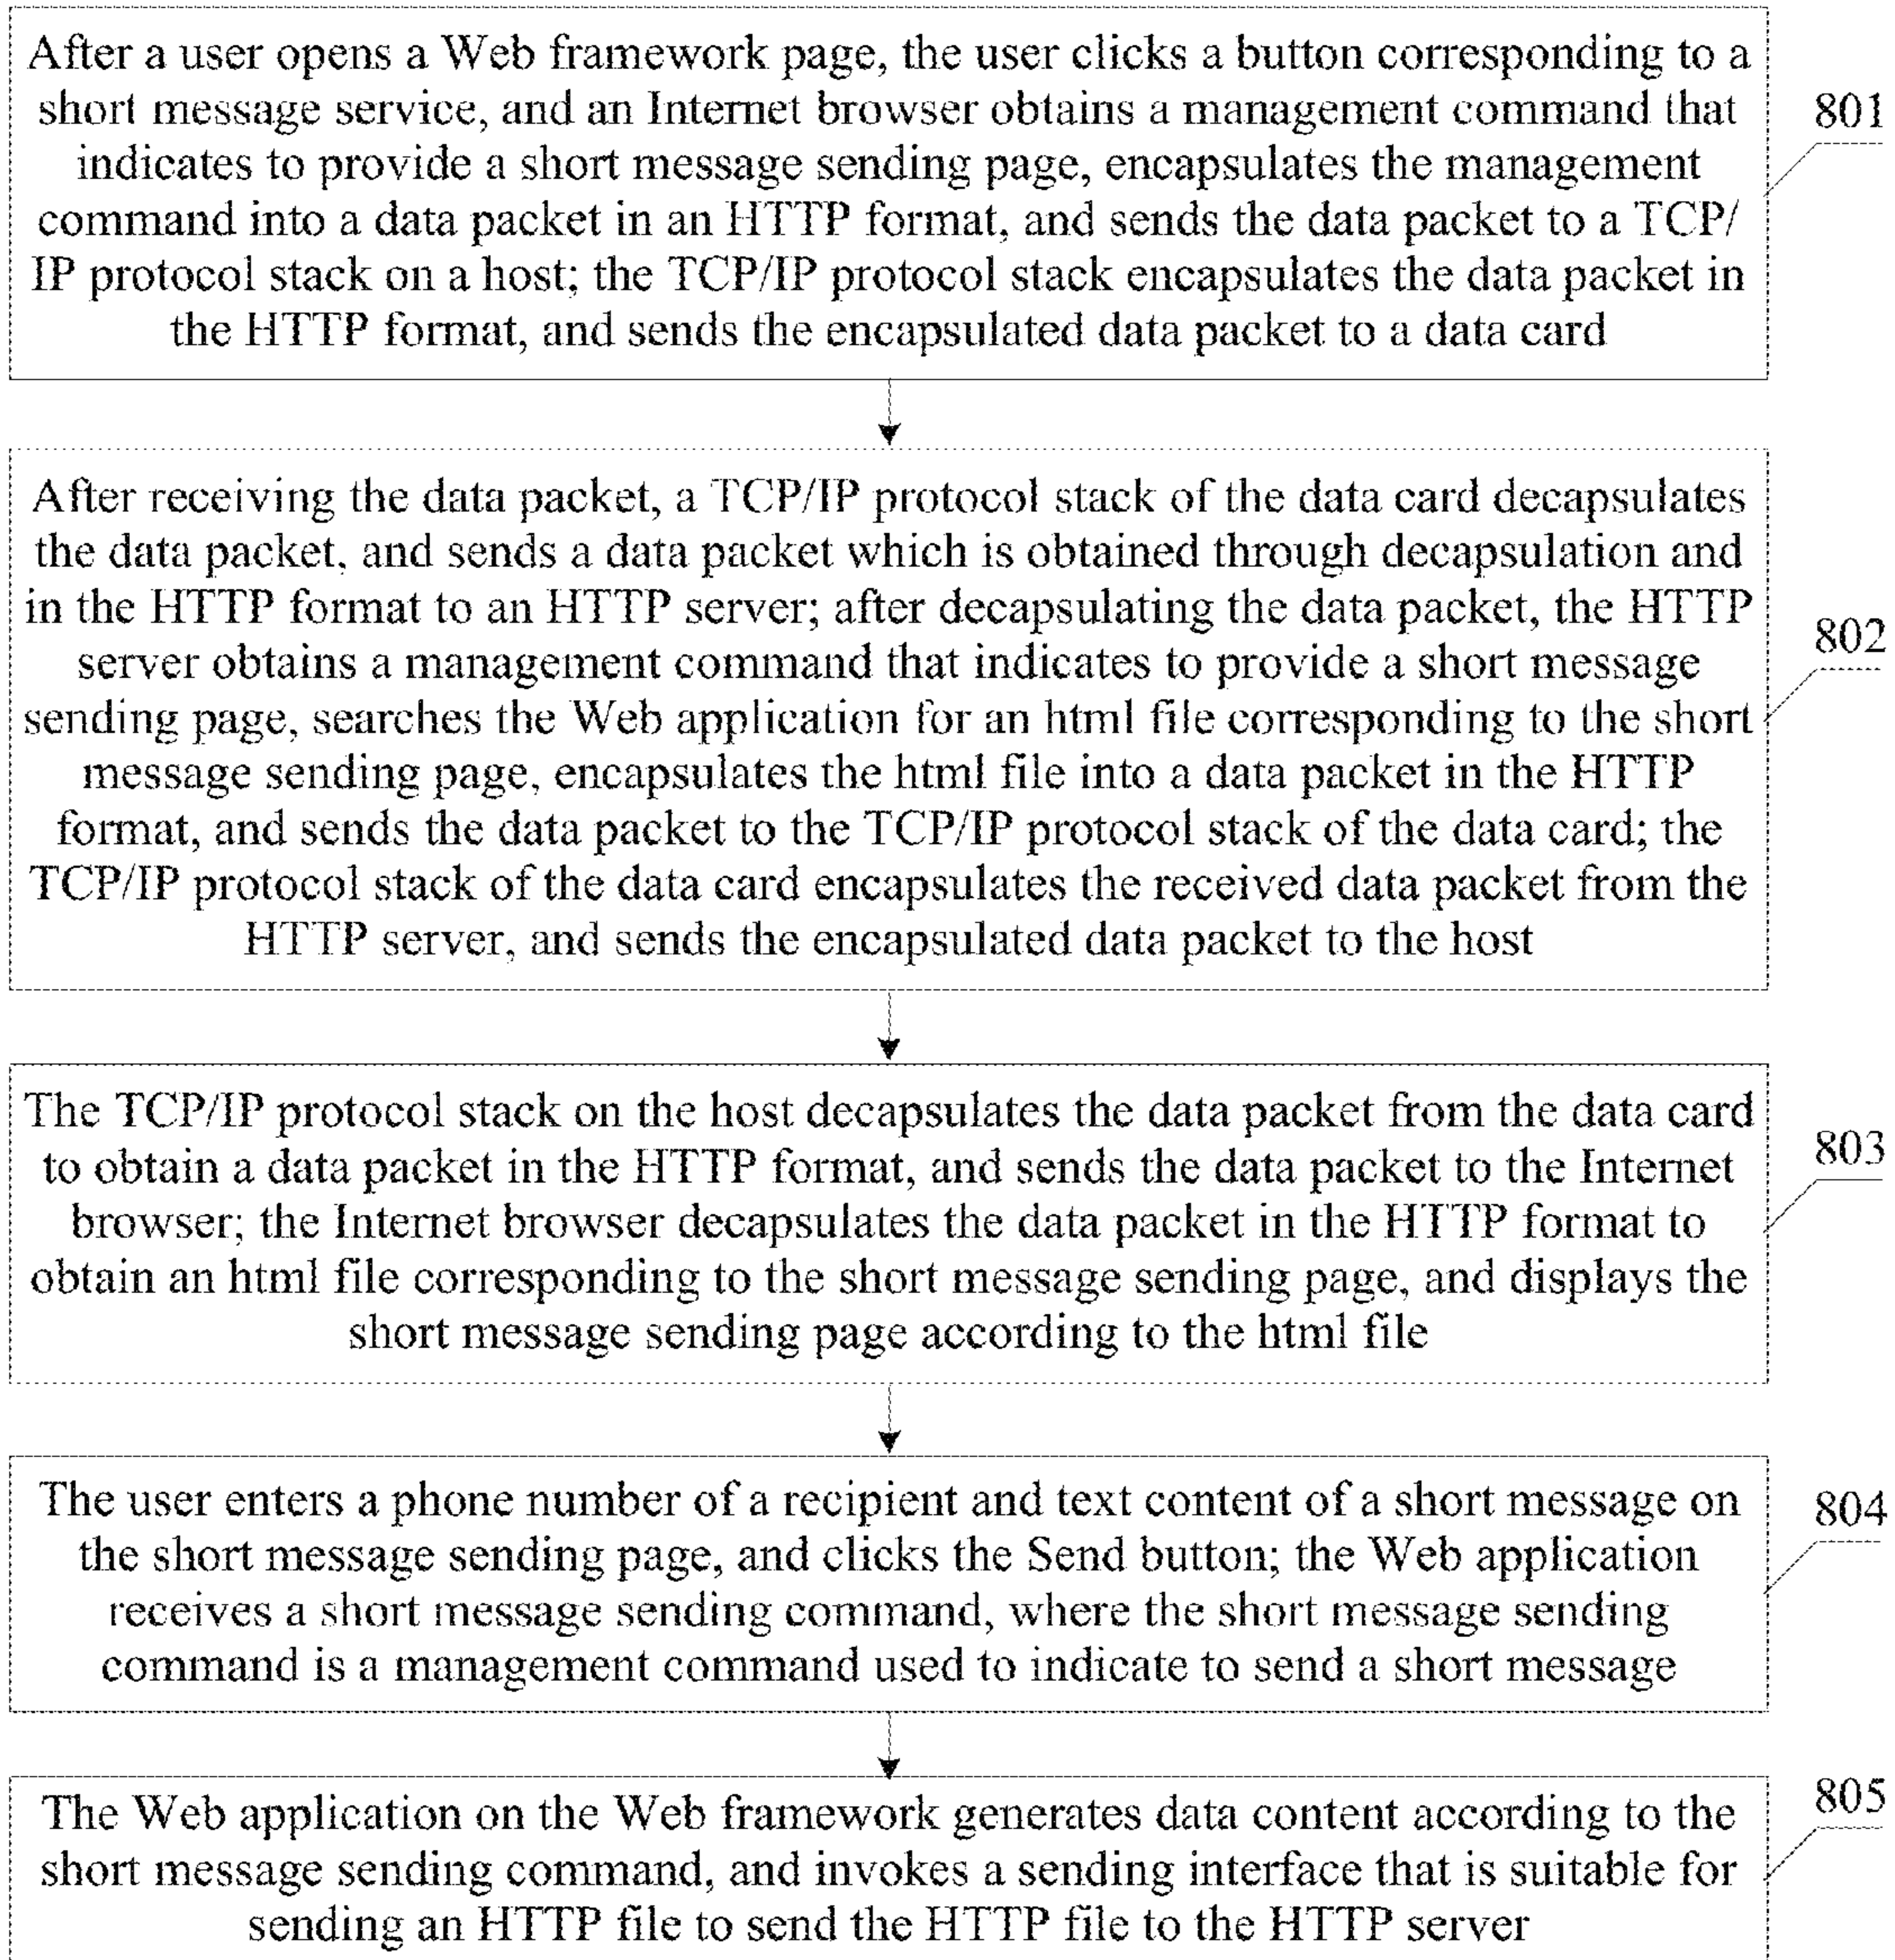 After a user opens a Web framework page, the user clicks a button corresponding to a
short message service, and an Internet browser obtains a management command that
indicates to provide a short message sending page, encapsulates the management
command into a data packet in an HTTP format, and sends the data packet to a TCP/
IP protocol stack on a host; the TCP/IP protocol stack encapsulates the data packet in
the HTTP format, and sends the encapsulated data packet to a data card
801
After receiving the data packet, a TCP/IP protocol stack of the data card decapsulates
the data packet, and sends a data packet which is obtained through decapsulation and
in the HTTP format to an HTTP server; after decapsulating the data packet, the HTTP
server obtains a management command that indicates to provide a short message
sending page, searches the Web application for an html file corresponding to the short
message sending page, encapsulates the html file into a data packet in the HTTP
format, and sends the data packet to the TCP/IP protocol stack of the data card; the
TCP/IP protocol stack of the data card encapsulates the received data packet from the
HTTP server, and sends the encapsulated data packet to the host
802
The TCP/IP protocol stack on the host decapsulates the data packet from the data card
to obtain a data packet in the HTTP format, and sends the data packet to the Internet
browser; the Internet browser decapsulates the data packet in the HTTP format to
obtain an html file corresponding to the short message sending page, and displays the
short message sending page according to the html file
803
The user enters a phone number of a recipient and text content of a short message on
the short message sending page, and clicks the Send button; the Web application
receives a short message sending command, where the short message sending
command is a management command used to indicate to send a short message
804
The Web application on the Web framework generates data content according to the
short message sending command, and invokes a sending interface that is suitable for
sending an HTTP file to send the HTTP file to the HTTP server
805